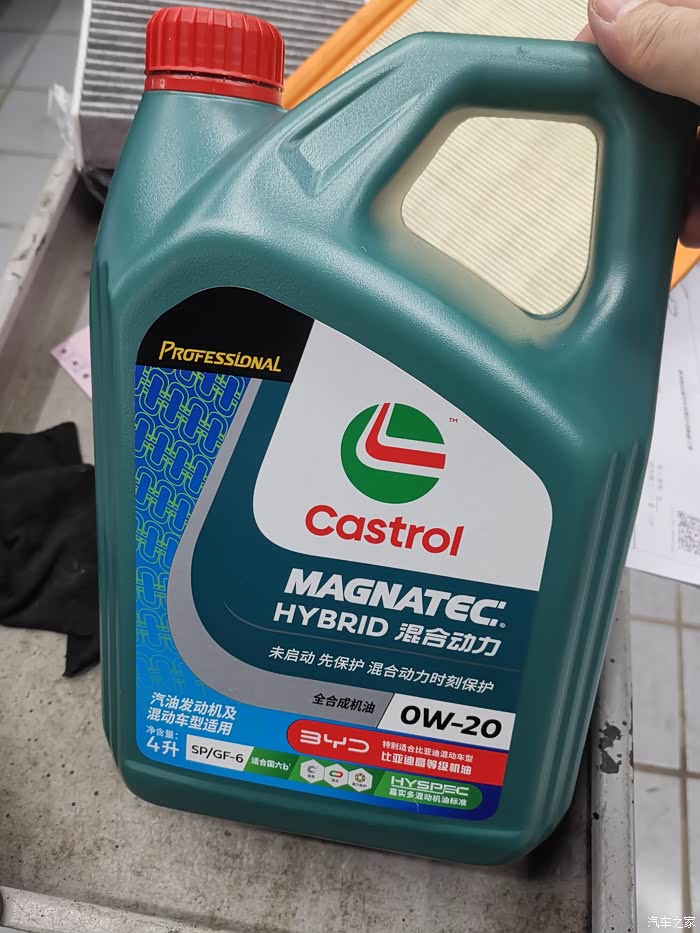 PROFESSIONAL
Castrol
TM
MAGNATEC®
HYBRID 混合动力
未启动 先保护 混合动力时刻保护
全合成机油
0W-20
汽油发动机及
混动车型适用
净含量:
4升
SP/GF-6
适合国六b
BYD
特别适合比亚迪混动车型
比亚迪高等级机油
HYSPEC
嘉实多混动机油标准
汽车之家